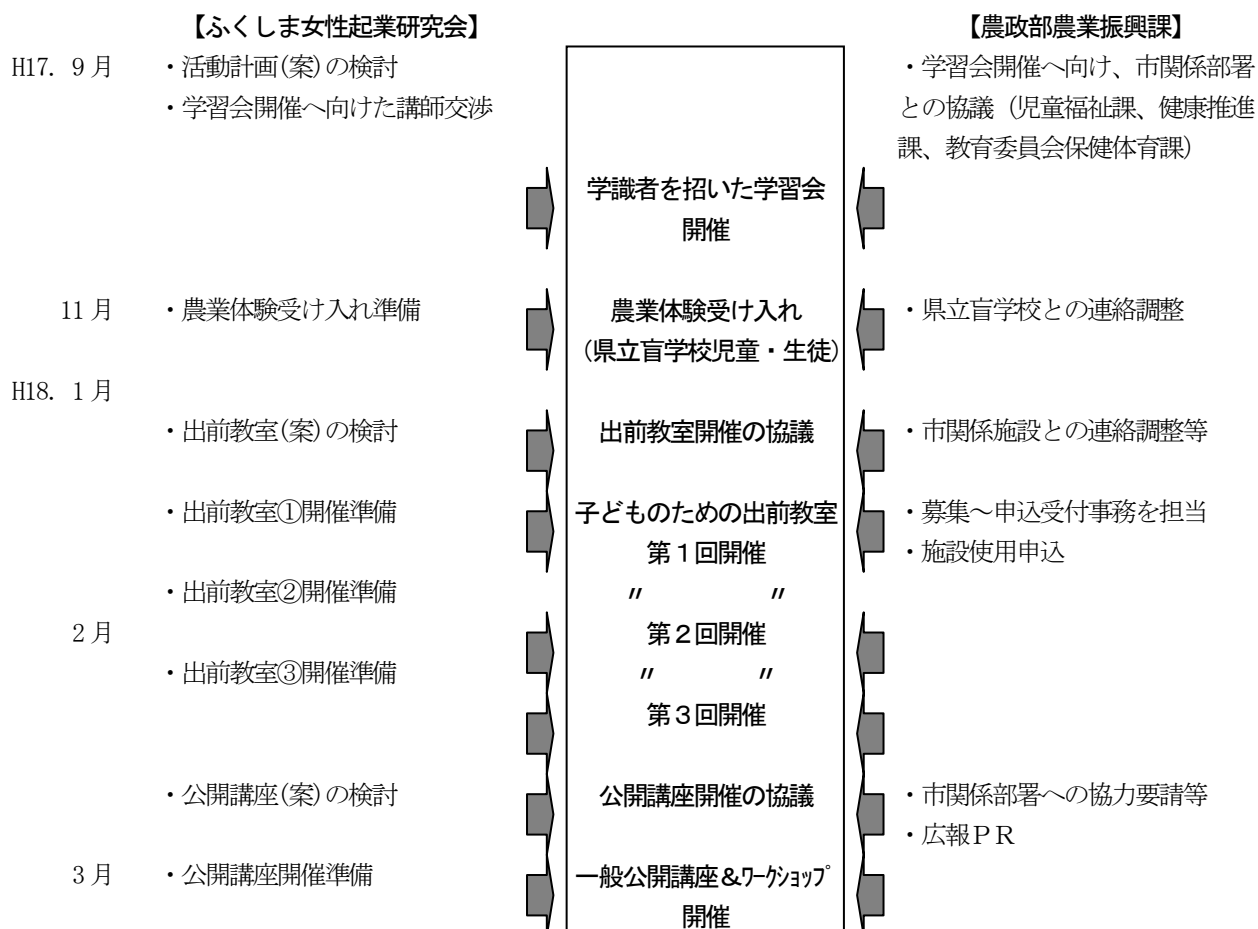 【ふくしま女性起業研究会】 【農政部農業振興課】
H17. 9月 ・活動計画(案)の検討 ・学習会開催へ向け、市関係部署
・学習会開催へ向けた講師交渉 との協議（児童福祉課、健康推進
課、教育委員会保健体育課）
学識者を招いた学習会
開催
11月 ・農業体験受け入れ準備 農業体験受け入れ ・県立盲学校との連絡調整
(県立盲学校児童・生徒)
H18. 1月
・出前教室(案)の検討 出前教室開催の協議 ・市関係施設との連絡調整等
・出前教室①開催準備 子どものための出前教室 ・募集～申込受付事務を担当
第１回開催 ・施設使用申込
・出前教室②開催準備 〃 〃
2月 第２回開催
・出前教室③開催準備 〃 〃
第３回開催
・公開講座(案)の検討 公開講座開催の協議 ・市関係部署への協力要請等
・広報ＰＲ
3月 ・公開講座開催準備 一般公開講座&ﾜｰｸｼｮｯﾌﾟ
開催